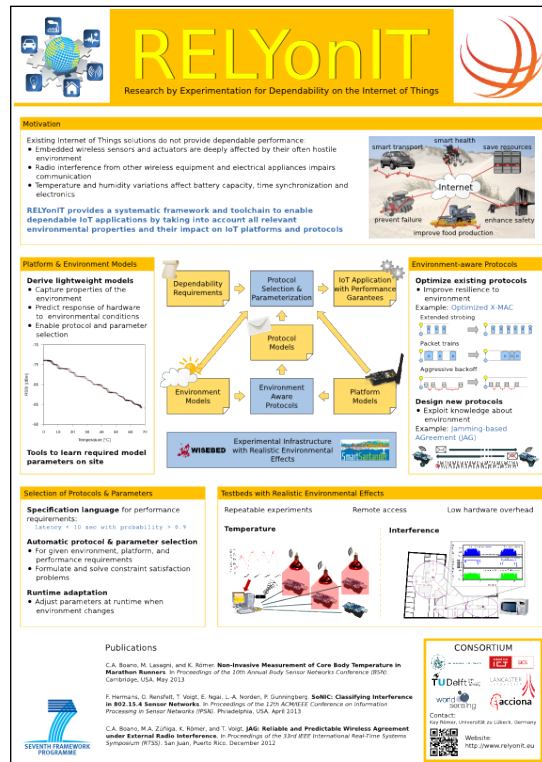 RELYonIT
Research by Experimentation for Dependability on the Internet of Things
Motivation
Existing Internet of Things solutions do not provide dependable performance:
• Embedded wireless sensors and actuators are deeply affected by their often hostile
environment
• Radio interference from other wireless equipment and electrical appliances impairs
communication
• Temperature and humidity variations affect battery capacity, time synchronization and
electronics
RELYonIT provides a systematic framework and toolchain to enable
dependable IoT applications by taking into account all relevant
environmental properties and their impact on IoT platforms and protocols
smart transport
smart health
save resources
Internet
prevent failure
enhance safety
improve food production
Platform & Environment Models
Derive lightweight models
• Capture properties of the
environment
• Predict response of hardware
to environmental conditions
• Enable protocol and parameter
selection
RSSI (dBm)
0 10 20 30 40 50 60 70
Temperature [°C]
Tools to learn required model
parameters on site
Dependability
Requirements
Protocol
Selection &
Parameterization
IoT Application
with Performance
Garantees
Protocol
Models
Environment
Models
Environment
Aware
Protocols
Platform
Models
WISEBED
Experimental Infrastructure
with Realistic Environmental
Effects
SmartSantander
Environment-aware Protocols
Optimize existing protocols
• Improve resilience to
environment
Example: Optimized X-MAC
Extended strobing
Packet trains
Aggressive backoff
Design new protocols
• Exploit knowledge about
environment
Example: Jamming-based
AGreement (JAG)
Selection of Protocols & Parameters
Specification language for performance
requirements:
latency < 10 sec with probability > 0.9
Automatic protocol & parameter selection
• For given environment, platform, and
performance requirements
• Formulate and solve constraint satisfaction
problems
Runtime adaptation
• Adjust parameters at runtime when
environment changes
Testbeds with Realistic Environmental Effects
Repeatable experiments
Remote access
Low hardware overhead
Temperature
Interference
Publications
C.A. Boano, M. Lasagni, and K. Römer. Non-Invasive Measurement of Core Body Temperature in
Marathon Runners. In Proceedings of the 10th Annual Body Sensor Networks Conference (BSN).
Cambridge, USA. May 2013
F. Hermans, O. Rensfelt, T. Voigt, E. Ngai, L.-A. Norden, P. Gunningberg. SoNIC: Classifying Interference
in 802.15.4 Sensor Networks. In Proceedings of the 12th ACM/IEEE Conference on Information
Processing in Sensor Networks (IPSN). Philadelphia, USA. April 2013
C.A. Boano, M.A. Zúñiga, K. Römer, and T. Voigt. JAG: Reliable and Predictable Wireless Agreement
under External Radio Interference. In Proceedings of the 33rd IEEE International Real-Time Systems
Symposium (RTSS). San Juan, Puerto Rico. December 2012
SEVENTH FRAMEWORK
PROGRAMME
CONSORTIUM
SICS
TU Delft
LANCASTER
world
sensing
acciona
Contact:
Kay Römer, Universität zu Lübeck, Germany
Website:
http://www.relyonit.eu